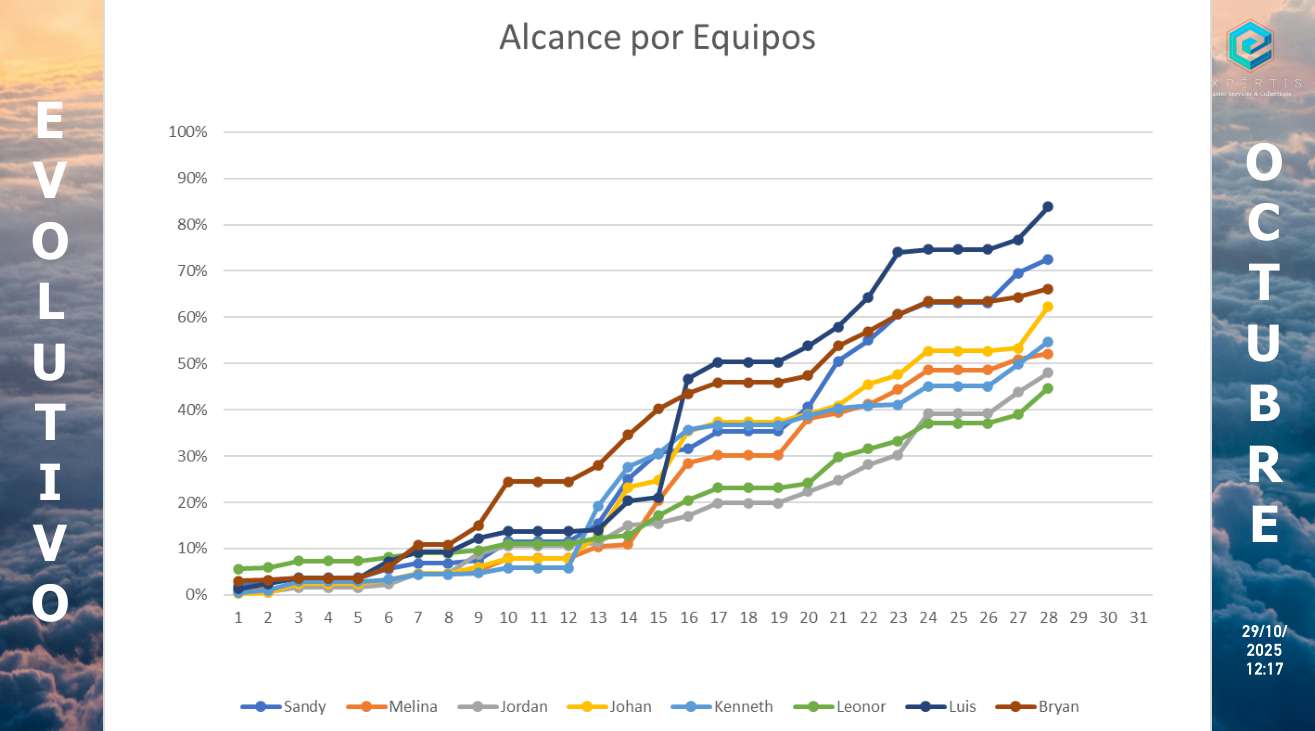 Alcance por Equipos
EVOLUTIVO
100%
90%
80%
70%
60%
50%
40%
30%
20%
10%
0%
1 2 3 4 5 6 7 8 9 10 11 12 13 14 15 16 17 18 19 20 21 22 23 24 25 26 27 28 29 30 31
Sandy Melina Jordan Johan Kenneth Leonor Luis Bryan
XPERTIS
OCTUBRE
29/10/
2025
12:17